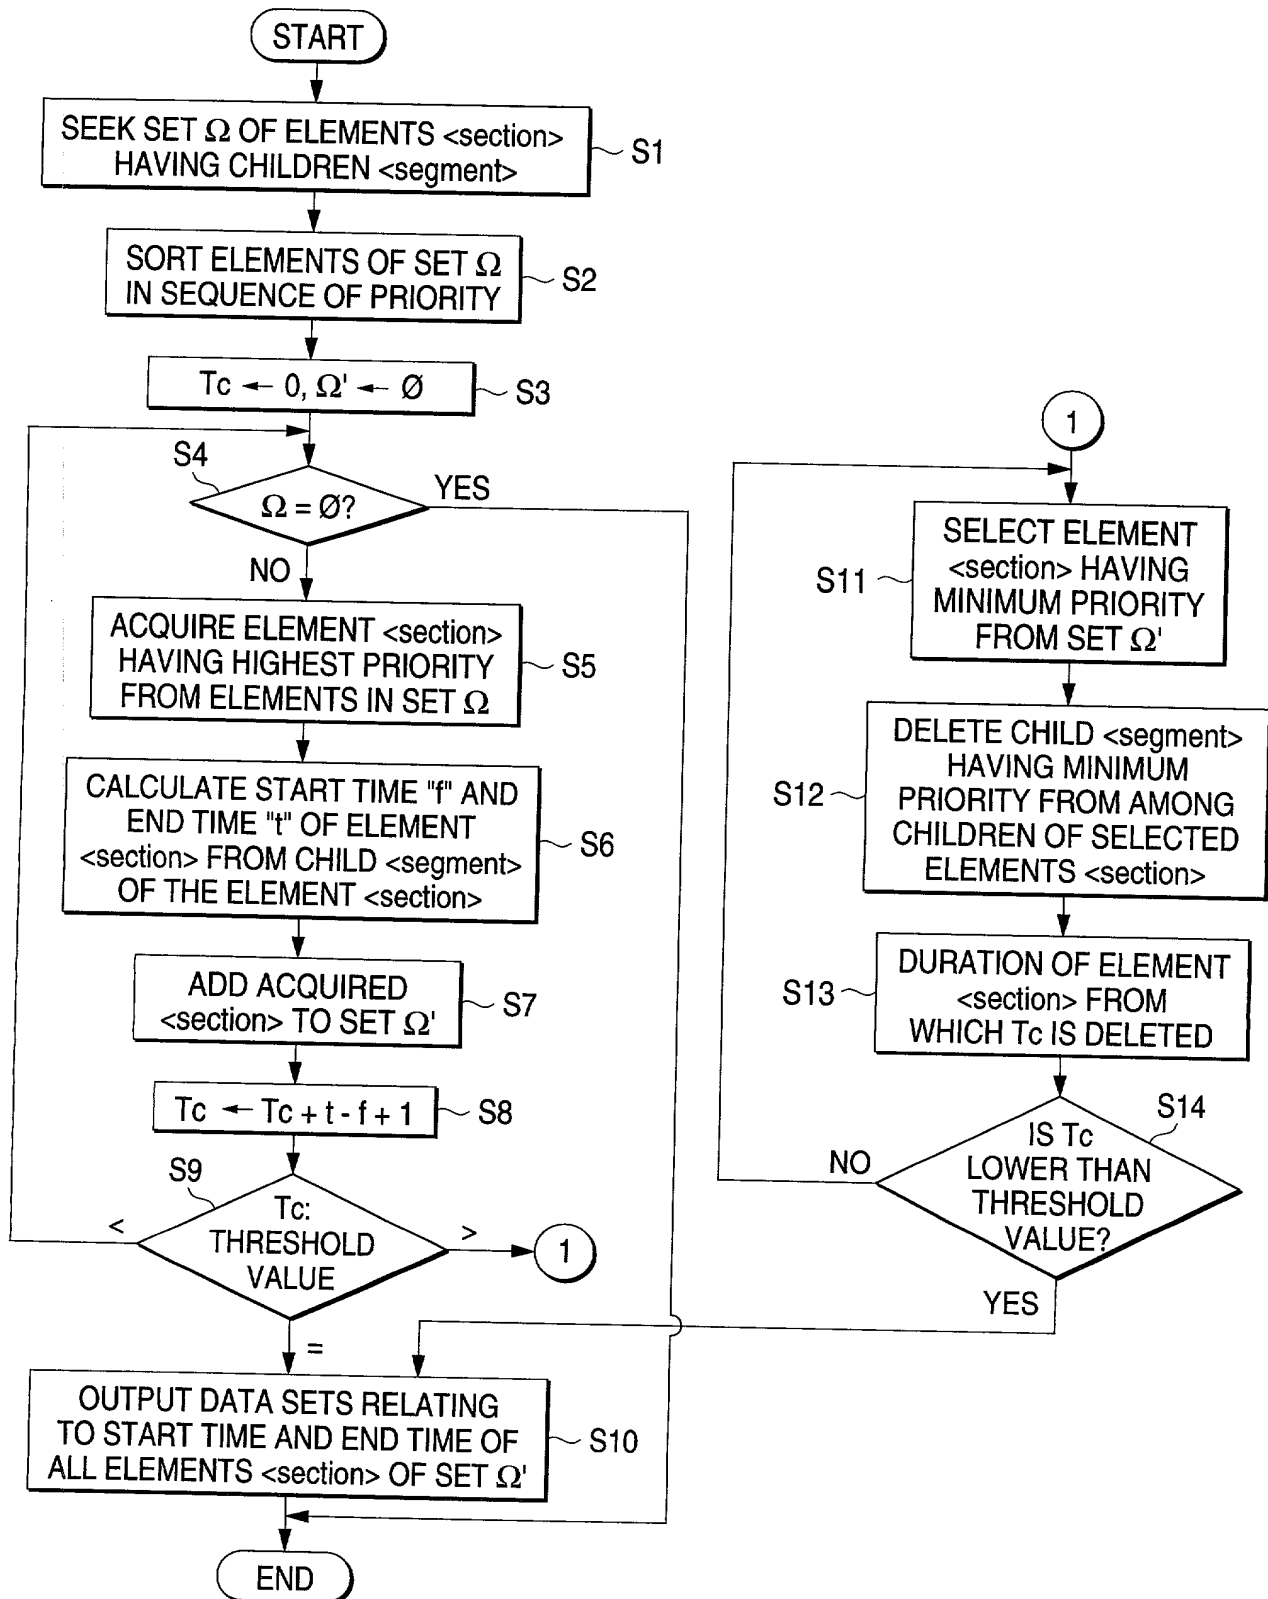 START
SEEK SET Ω OF ELEMENTS <section>
HAVING CHILDREN <segment>
S1
SORT ELEMENTS OF SET Ω
IN SEQUENCE OF PRIORITY
S2
Tc ← 0, Ω' ← Ø
S3
S4
Ω = Ø?
YES
NO
ACQUIRE ELEMENT <section>
HAVING HIGHEST PRIORITY
FROM ELEMENTS IN SET Ω
S5
CALCULATE START TIME "f" AND
END TIME "t" OF ELEMENT
<section> FROM CHILD <segment>
OF THE ELEMENT <section>
S6
ADD ACQUIRED
<section> TO SET Ω'
S7
Tc ← Tc + t - f + 1
S8
S9
Tc:
THRESHOLD
VALUE
<
>
1
=
OUTPUT DATA SETS RELATING
TO START TIME AND END TIME OF
ALL ELEMENTS <section> OF SET Ω'
S10
END
1
SELECT ELEMENT
<section> HAVING
MINIMUM PRIORITY
FROM SET Ω'
S11
DELETE CHILD <segment>
HAVING MINIMUM
PRIORITY FROM AMONG
CHILDREN OF SELECTED
ELEMENTS <section>
S12
DURATION OF ELEMENT
<section> FROM
WHICH Tc IS DELETED
S13
S14
IS Tc
LOWER THAN
THRESHOLD
VALUE?
NO
YES